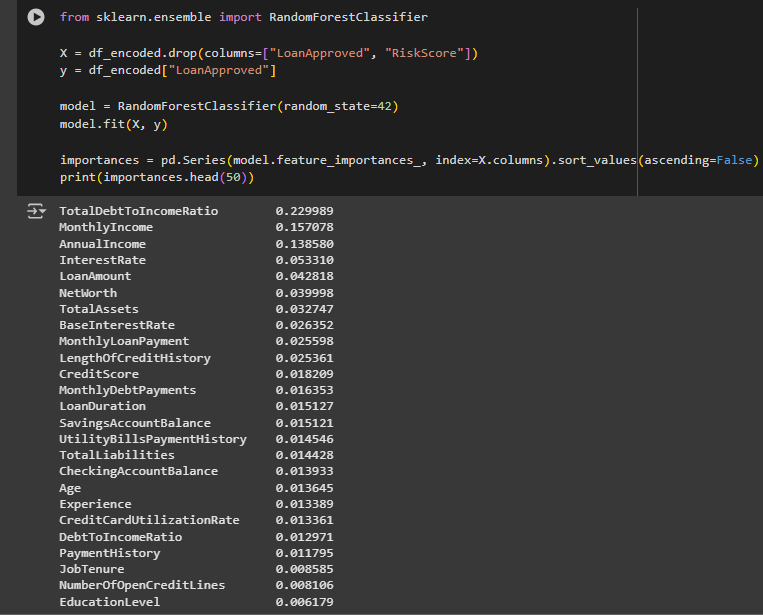 from sklearn.ensemble import RandomForestClassifier
X = df_encoded.drop(columns=["LoanApproved", "RiskScore"])
y = df_encoded["LoanApproved"]
model = RandomForestClassifier(random_state=42)
model.fit(X, y)
importances = pd.Series(model.feature_importances_, index=X.columns).sort_values(ascending=False)
print(importances.head(50))
TotalDebtToIncomeRatio 0.229989
MonthlyIncome 0.157078
AnnualIncome 0.138580
InterestRate 0.053310
LoanAmount 0.042818
NetWorth 0.039998
TotalAssets 0.032747
BaseInterestRate 0.026352
MonthlyLoanPayment 0.025598
LengthOfCreditHistory 0.025361
CreditScore 0.018209
MonthlyDebtPayments 0.016353
LoanDuration 0.015127
SavingsAccountBalance 0.015121
UtilityBillsPaymentHistory 0.014546
TotalLiabilities 0.014428
CheckingAccountBalance 0.013933
Age 0.013645
Experience 0.013389
CreditCardUtilizationRate 0.013361
DebtToIncomeRatio 0.012971
PaymentHistory 0.011795
JobTenure 0.008585
NumberOfOpenCreditLines 0.008106
EducationLevel 0.006179